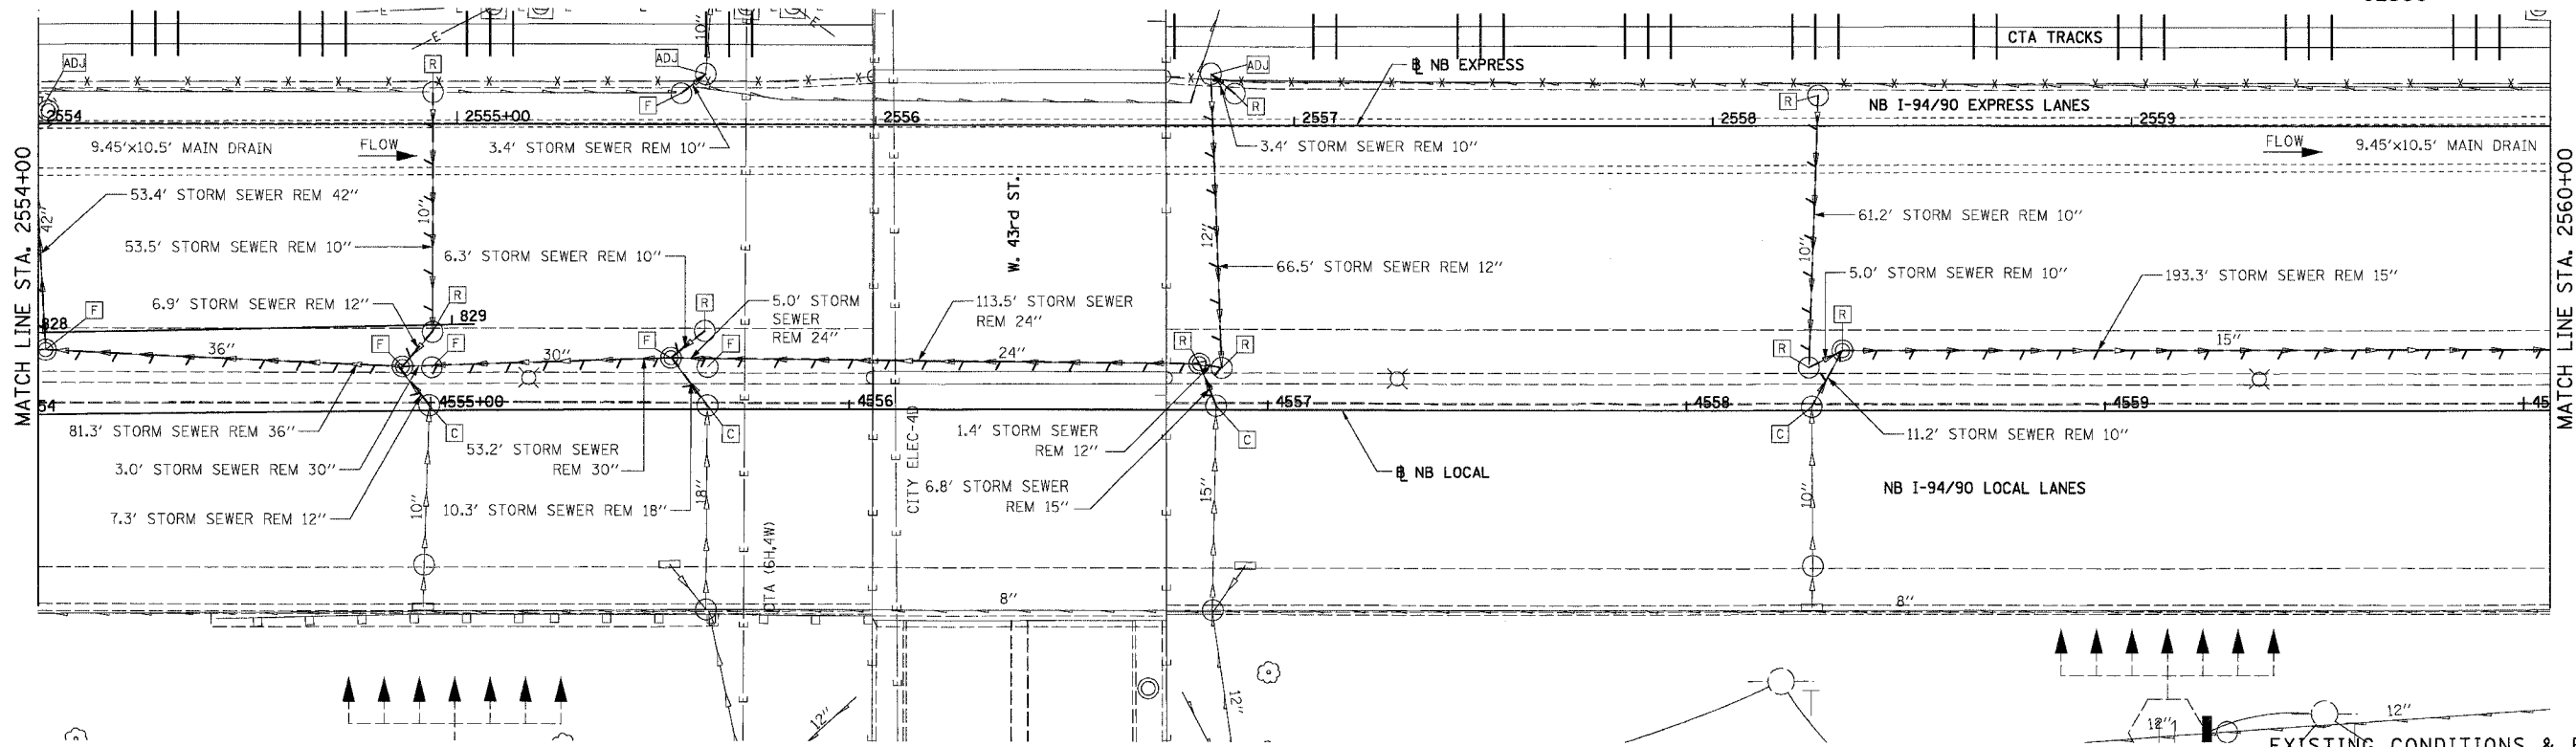 CTA TRACKS
ADJ
R
ADJ
10"
F
℄ NB EXPRESS
ADJ
R
R
NB I-94/90 EXPRESS LANES
2554
2555+00
2556
2557
2558
2559
9.45'x10.5' MAIN DRAIN
FLOW
3.4' STORM SEWER REM 10"
3.4' STORM SEWER REM 10"
FLOW
9.45'x10.5' MAIN DRAIN
MATCH LINE STA. 2554+00
MATCH LINE STA. 2560+00
53.4' STORM SEWER REM 42"
42"
53.5' STORM SEWER REM 10"
10"
6.3' STORM SEWER REM 10"
W. 43rd ST.
12"
66.5' STORM SEWER REM 12"
61.2' STORM SEWER REM 10"
10"
5.0' STORM SEWER REM 10"
193.3' STORM SEWER REM 15"
6.9' STORM SEWER REM 12"
R
R
5.0' STORM
SEWER
REM 24"
113.5' STORM SEWER
REM 24"
828
F
829
36"
F
F
30"
F
F
24"
R
R
R
R
15"
54
4555+00
4556
4557
4558
4559
45
81.3' STORM SEWER REM 36"
C
53.2' STORM SEWER
REM 30"
C
CITY ELEC-4D
1.4' STORM SEWER
REM 12"
C
C
11.2' STORM SEWER REM 10"
3.0' STORM SEWER REM 30"
℄ NB LOCAL
7.3' STORM SEWER REM 12"
10"
10.3' STORM SEWER REM 18"
18"
6.8' STORM SEWER
REM 15"
15"
NB I-94/90 LOCAL LANES
10"
CTA (6H,4W)
8"
8"
12"
12"
12"
12"
EXISTING CONDITIONS &